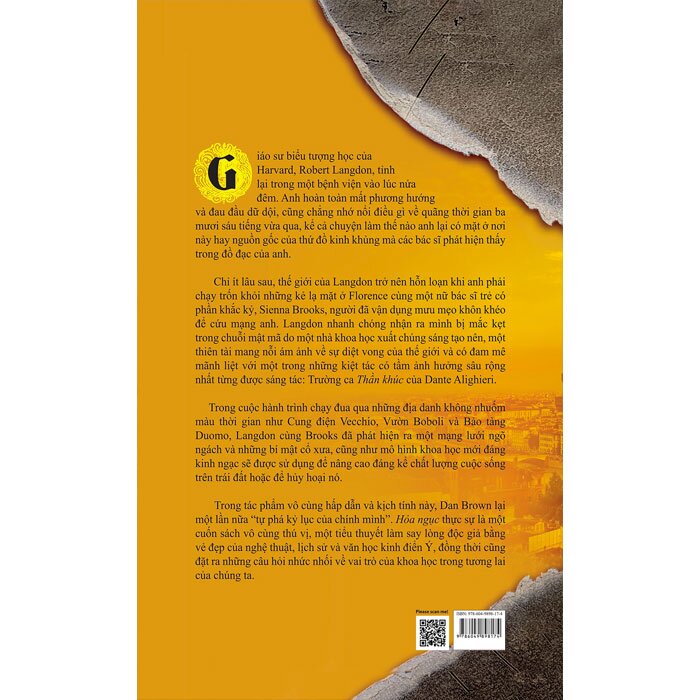 Giáo sư biểu tượng học của
Harvard, Robert Langdon, tỉnh
lại trong một bệnh viện vào lúc nửa
đêm. Anh hoàn toàn mất phương hướng
và đau đầu dữ dội, cũng chẳng nhớ nổi điều gì về quãng thời gian ba
mươi sáu tiếng vừa qua, kể cả chuyện làm thế nào anh lại có mặt ở nơi
này hay nguồn gốc của thứ đồ kinh khủng mà các bác sĩ phát hiện thấy
trong đồ đạc của anh.
Chỉ ít lâu sau, thế giới của Langdon trở nên hỗn loạn khi anh phải
chạy trốn khỏi những kẻ lạ mặt ở Florence cùng một nữ bác sĩ trẻ có
phần khắc kỷ, Sienna Brooks, người đã vận dụng mưu mẹo khôn khéo
để cứu mạng anh. Langdon nhanh chóng nhận ra mình bị mắc kẹt
trong chuỗi mật mã do một nhà khoa học xuất chúng sáng tạo nên, một
thiên tài mang nỗi ám ảnh về sự diệt vong của thế giới và có đam mê
mãnh liệt với một trong những kiệt tác có tầm ảnh hưởng sâu rộng
nhất từng được sáng tác: Trường ca Thần khúc của Dante Alighieri.
Trong cuộc hành trình chạy đua qua những địa danh không nhuốm
màu thời gian như Cung điện Vecchio, Vườn Boboli và Bảo tàng
Duomo, Langdon cùng Brooks đã phát hiện ra một mạng lưới ngõ
ngách và những bí mật cổ xưa, cũng như mô hình khoa học mới đáng
kinh ngạc sẽ được sử dụng để nâng cao đáng kể chất lượng cuộc sống
trên trái đất hoặc để hủy hoại nó.
Trong tác phẩm vô cùng hấp dẫn và kịch tính này, Dan Brown lại
một lần nữa “tự phá kỷ lục của chính mình”. Hỏa ngục thực sự là một
cuốn sách vô cùng thú vị, một tiểu thuyết làm say lòng độc giả bằng
vẻ đẹp của nghệ thuật, lịch sử và văn học kinh điển Ý, đồng thời cũng
đặt ra những câu hỏi nhức nhối về vai trò của khoa học trong tương lai
của chúng ta.
Please scan me!
ISBN: 978-604-9898-17-4
9 786049 898174